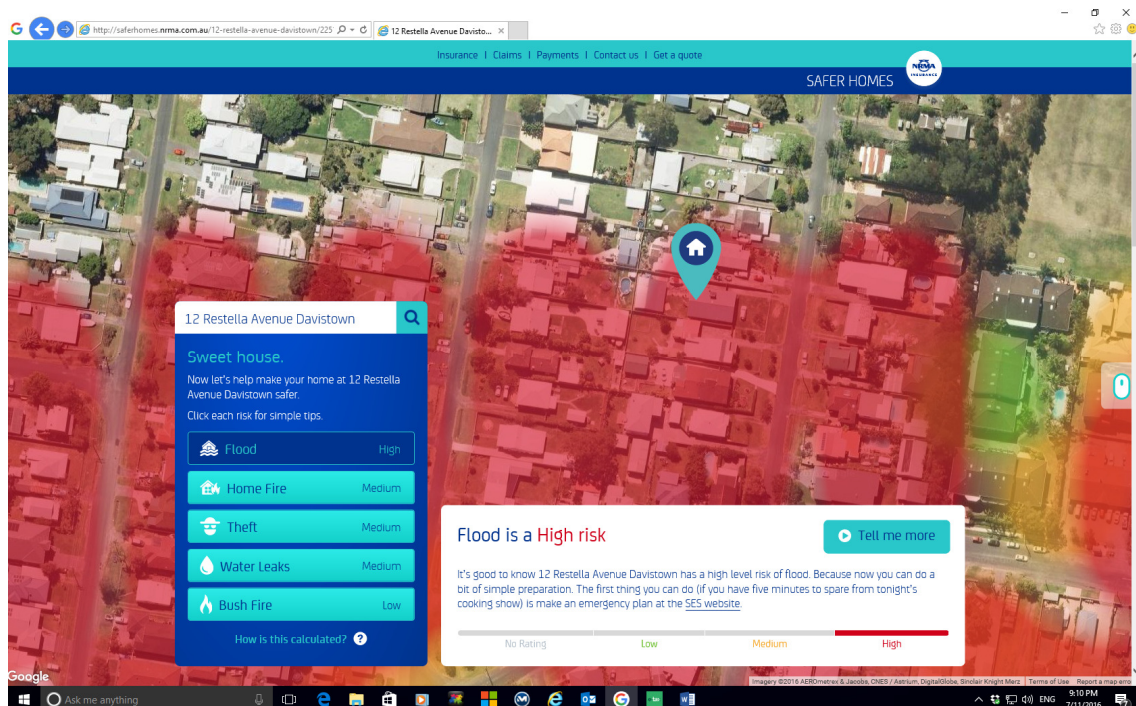 http://saferhomes.nrma.com.au/12-restella-avenue-davistown/225
12 Restella Avenue Davisto...
Insurance | Claims | Payments | Contact us | Get a quote
SAFER HOMES
NRMA
INSURANCE
12 Restella Avenue Davistown
Sweet house.
Now let's help make your home at 12 Restella
Avenue Davistown safer.
Click each risk for simple tips.
Flood High
Home Fire Medium
Theft Medium
Water Leaks Medium
Bush Fire Low
How is this calculated? ?
Flood is a High risk
Tell me more
It's good to know 12 Restella Avenue Davistown has a high level risk of flood. Because now you can do a
bit of simple preparation. The first thing you can do (if you have five minutes to spare from tonight's
cooking show) is make an emergency plan at the SES website.
No Rating Low Medium High
Google
Imagery ©2016 AEROmetrex & Jacobs, CNES / Astrium, DigitalGlobe, Sinclair Knight Merz Terms of Use Report a map erro
Ask me anything
ENG
9:10 PM
7/11/2016